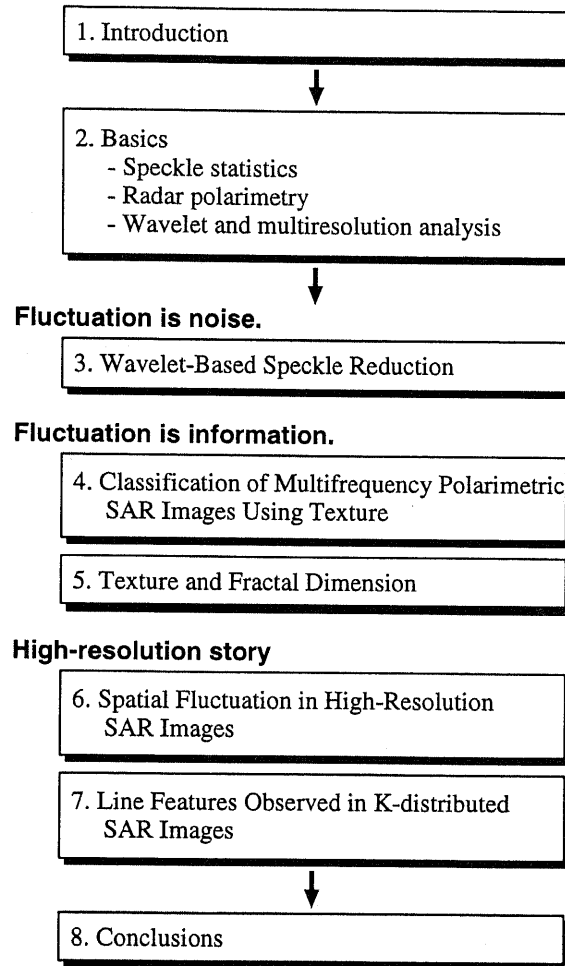 1. Introduction
2. Basics
- Speckle statistics
- Radar polarimetry
- Wavelet and multiresolution analysis
Fluctuation is noise.
3. Wavelet-Based Speckle Reduction
Fluctuation is information.
4. Classification of Multifrequency Polarimetric
SAR Images Using Texture
5. Texture and Fractal Dimension
High-resolution story
6. Spatial Fluctuation in High-Resolution
SAR Images
7. Line Features Observed in K-distributed
SAR Images
8. Conclusions